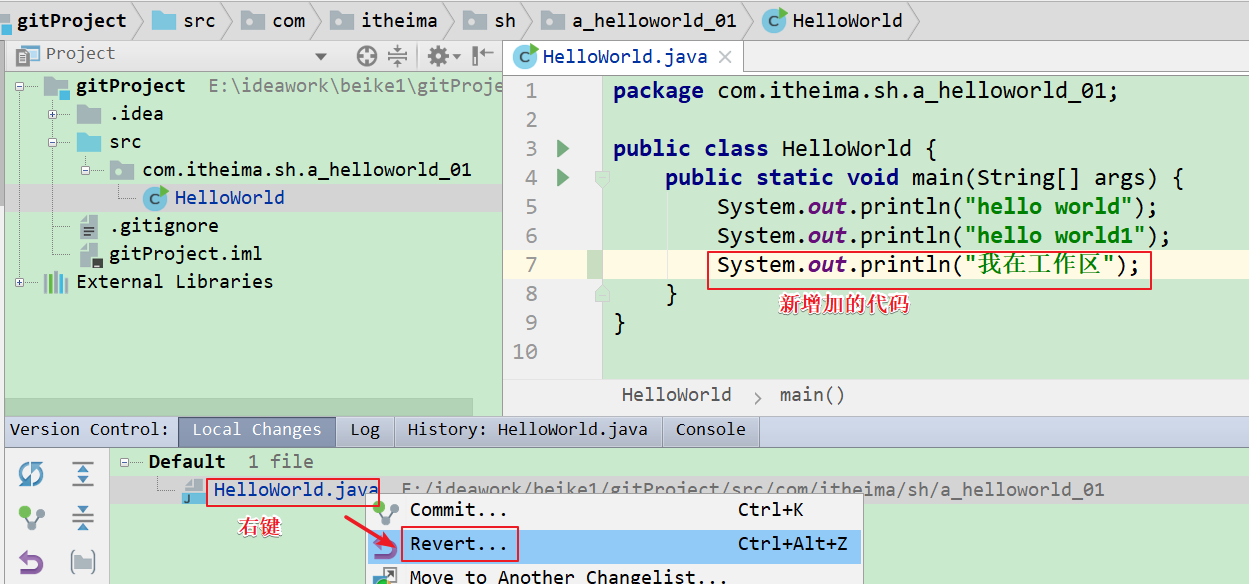 gitProject src com itheima sh a_helloworld_01 HelloWorld
Project
HelloWorld.java
gitProject E:\ideawork\beike1\gitProje
.idea
src
com.itheima.sh.a_helloworld_01
HelloWorld
.gitignore
gitProject.iml
External Libraries
1 package com.itheima.sh.a_helloworld_01;
2
3 public class HelloWorld {
4 public static void main(String[] args) {
5 System.out.println("hello world");
6 System.out.println("hello world1");
7 System.out.println("我在工作区");
8 }
9 }
10
新增加的代码
HelloWorld main()
Version Control: Local Changes Log History: HelloWorld.java Console
Default 1 file
HelloWorld.java E:/ideawork/beike1/gitProject/src/com/itheima/sh/a_helloworld_01
右键
Commit... Ctrl+K
Revert... Ctrl+Alt+Z
Move to Another Changelist...